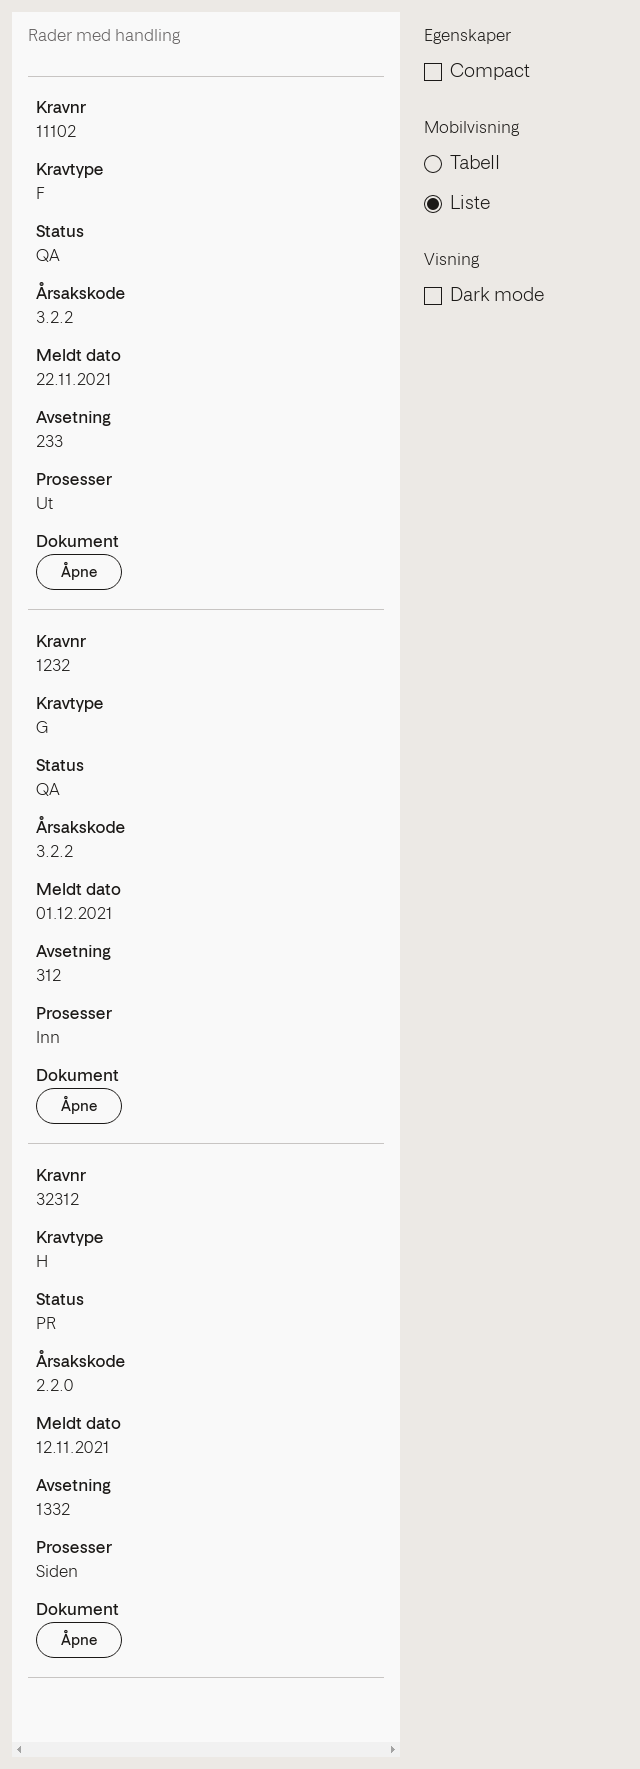 Rader med handling
Kravnr
11102
Kravtype
F
Status
QA
Årsakskode
3.2.2
Meldt dato
22.11.2021
Avsetning
233
Prosesser
Ut
Dokument
Åpne
Kravnr
1232
Kravtype
G
Status
QA
Årsakskode
3.2.2
Meldt dato
01.12.2021
Avsetning
312
Prosesser
Inn
Dokument
Åpne
Kravnr
32312
Kravtype
H
Status
PR
Årsakskode
2.2.0
Meldt dato
12.11.2021
Avsetning
1332
Prosesser
Siden
Dokument
Åpne
Egenskaper
Compact
Mobilvisning
Tabell
Liste
Visning
Dark mode